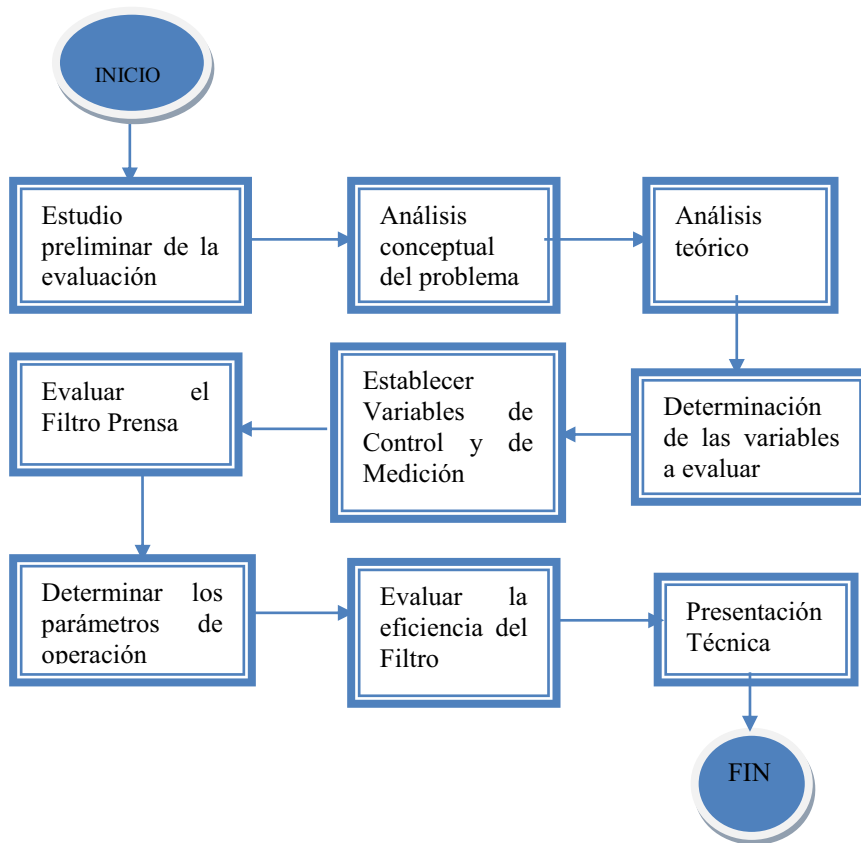 INICIO
Estudio
preliminar de la
evaluación
Análisis
conceptual
del problema
Análisis
teórico
Determinación
de las variables
a evaluar
Establecer
Variables de
Control y de
Medición
Evaluar el
Filtro Prensa
Determinar los
parámetros de
operación
Evaluar la
eficiencia del
Filtro
Presentación
Técnica
FIN